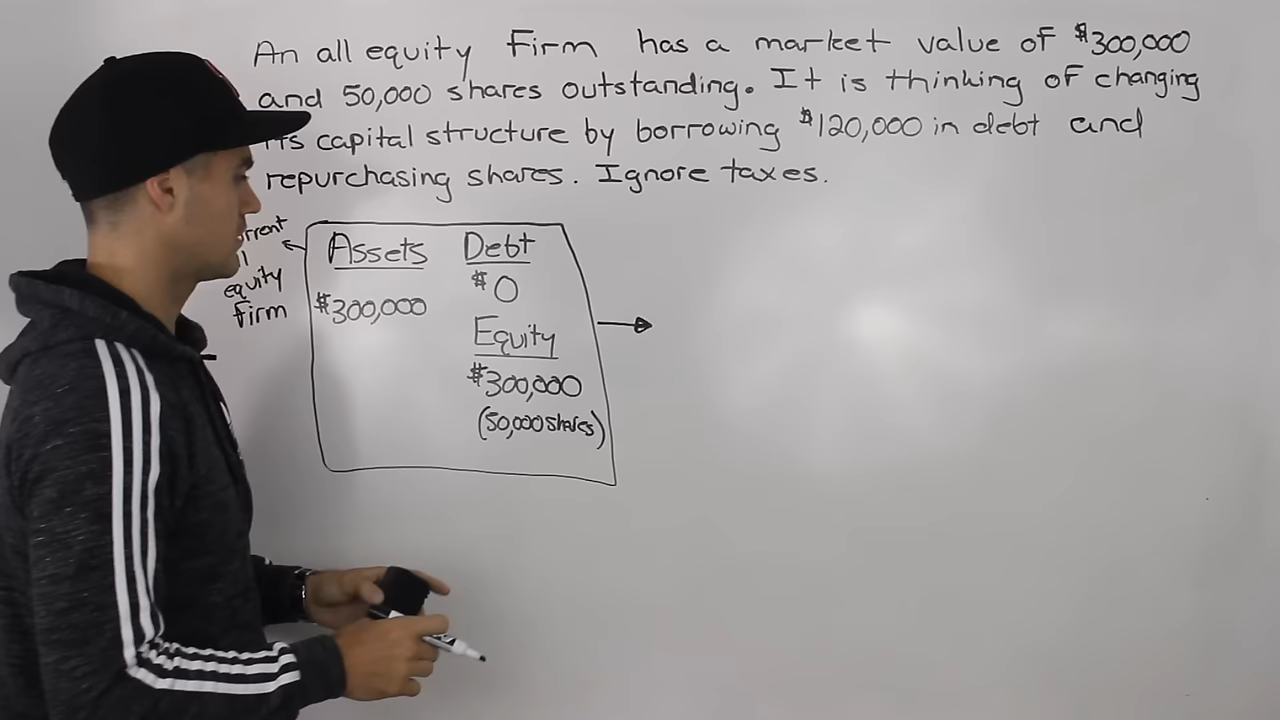 An all equity firm has a market value of $300,000
and 50,000 shares outstanding. It is thinking of changing
its capital structure by borrowing $120,000 in debt and
repurchasing shares. Ignore taxes.
equity
firm
Assets
$300,000
Debt
$0
Equity
$300,000
(50,000 shares)